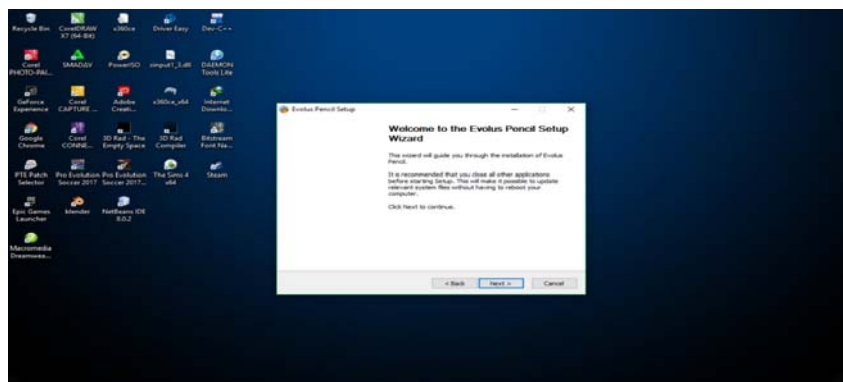 Recycle Bin
CorelDRAW
X7 (64-Bit)
x360ce
Driver Easy
Dev-C++
Corel
PHOTO-PAI...
SMADAV
PowerISO
xinput1_3.dll
DAEMON
Tools Lite
GeForce
Experience
Corel
CAPTURE ...
Adobe
Creati...
x360ce_x64
Internet
Downlo...
Google
Chrome
Corel
CONNE...
3D Rad - The
Empty Space
3D Rad
Compiler
Bitstream
Font Na...
PTE Patch
Selector
Pro Evolution
Soccer 2017
Pro Evolution
Soccer 2017...
The Sims 4
x64
Steam
Epic Games
Launcher
blender
NetBeans IDE
8.0.2
Macromedia
Dreamwea...
Evolus Pencil Setup
Welcome to the Evolus Pencil Setup
Wizard
This wizard will guide you through the installation of Evolus
Pencil.
It is recommended that you close all other applications
before starting Setup. This will make it possible to update
relevant system files without having to reboot your
computer.
Click Next to continue.
< Back
Next >
Cancel